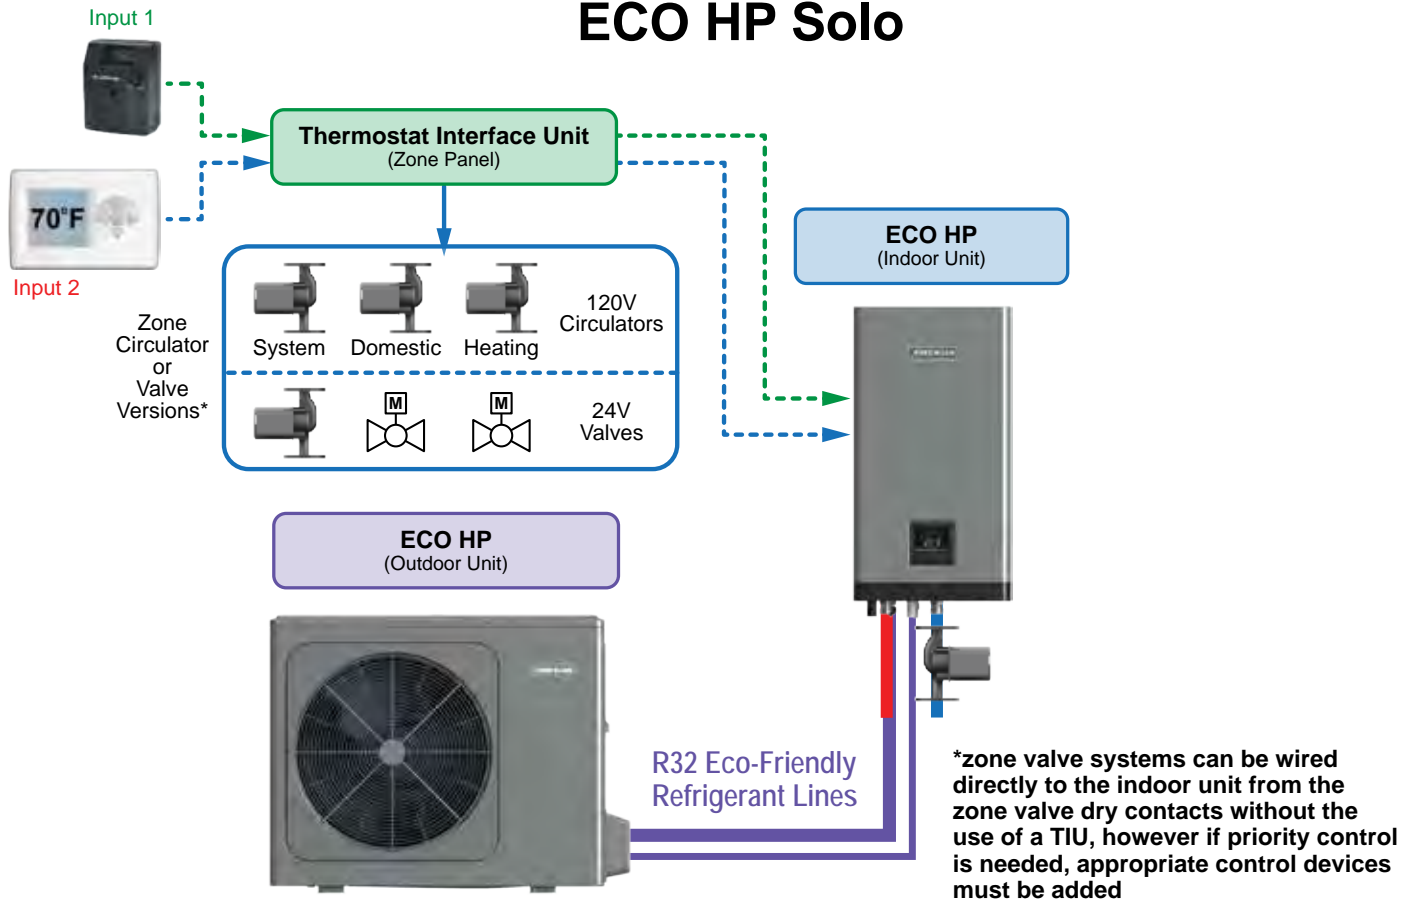 ECO HP Solo
Input 1
Thermostat Interface Unit
(Zone Panel)
70°F
Input 2
ECO HP
(Indoor Unit)
Zone
Circulator
or
Valve
Versions*
System
Domestic
Heating
120V
Circulators
M
M
24V
Valves
ECO HP
(Outdoor Unit)
R32 Eco-Friendly
Refrigerant Lines
*zone valve systems can be wired
directly to the indoor unit from the
zone valve dry contacts without the
use of a TIU, however if priority control
is needed, appropriate control devices
must be added